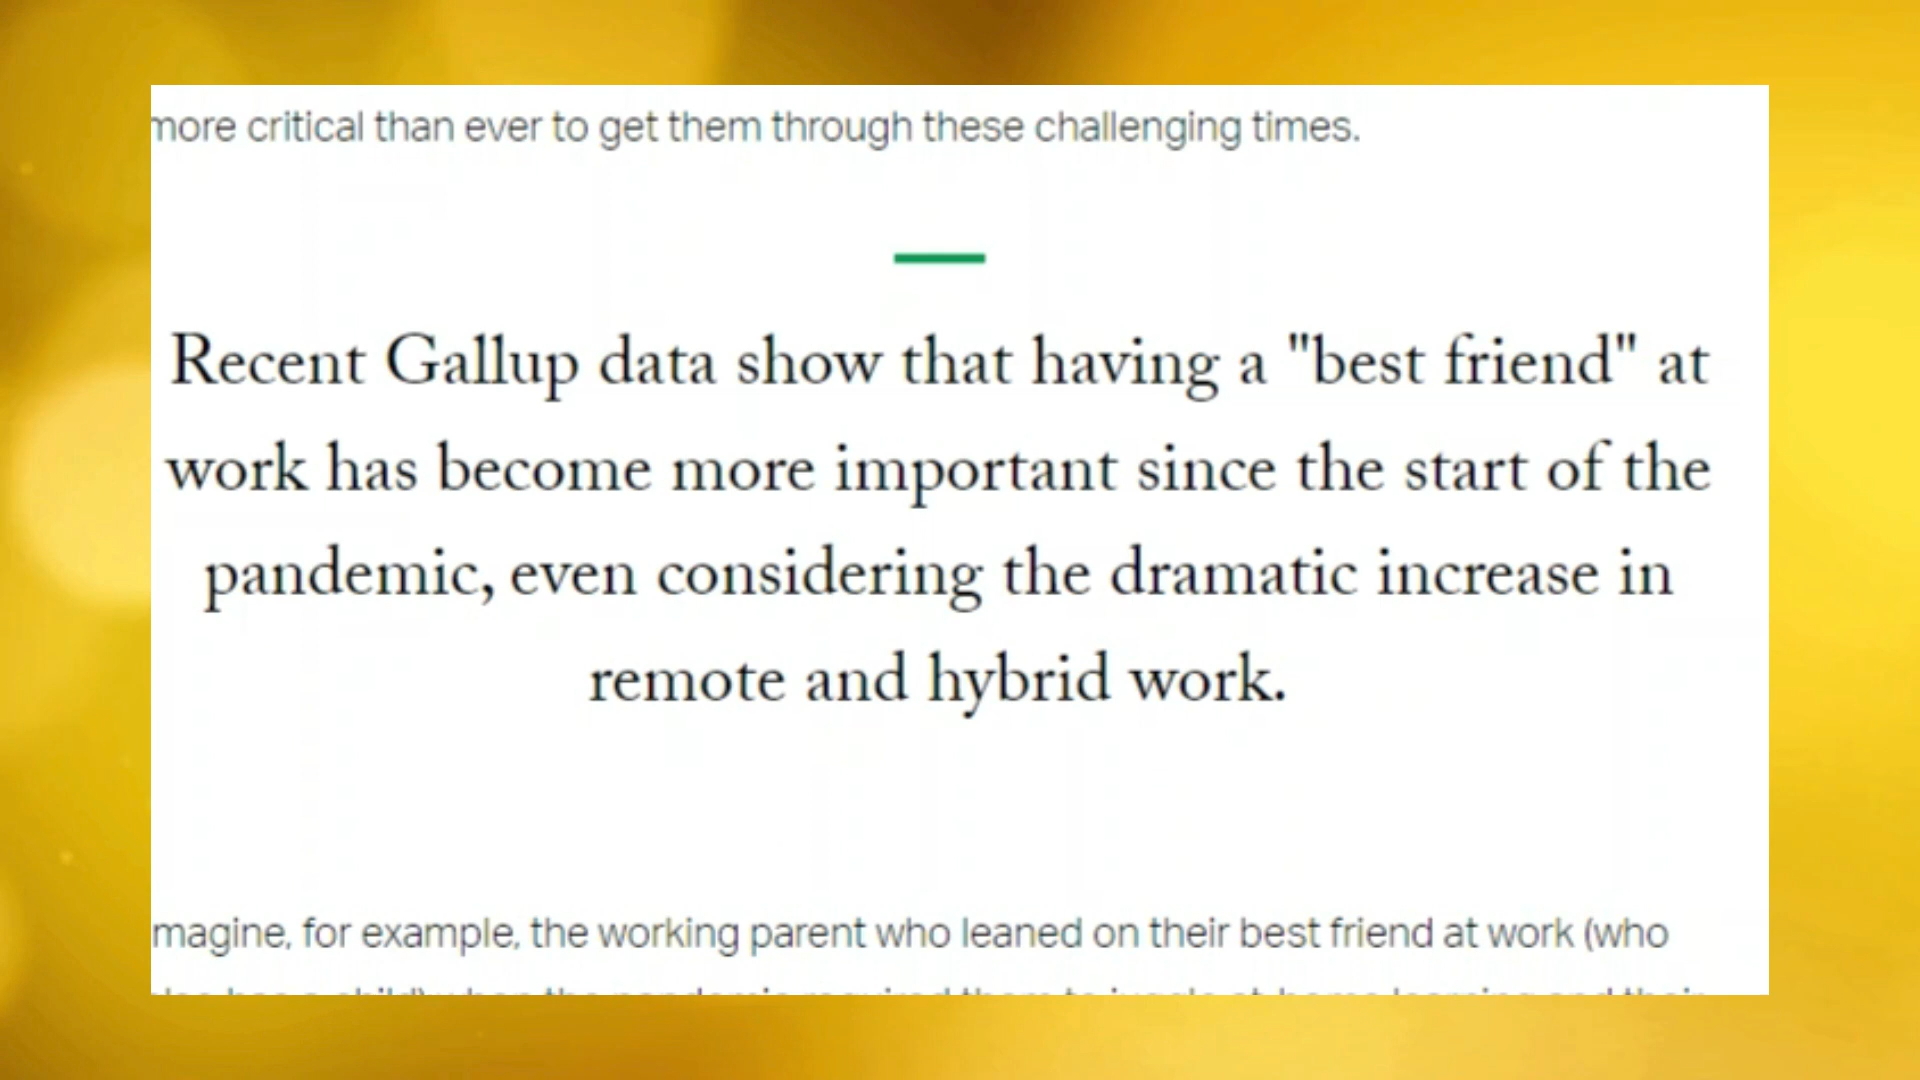 more critical than ever to get them through these challenging times.
Recent Gallup data show that having a "best friend" at
work has become more important since the start of the
pandemic, even considering the dramatic increase in
remote and hybrid work.
magine, for example, the working parent who leaned on their best friend at work (who